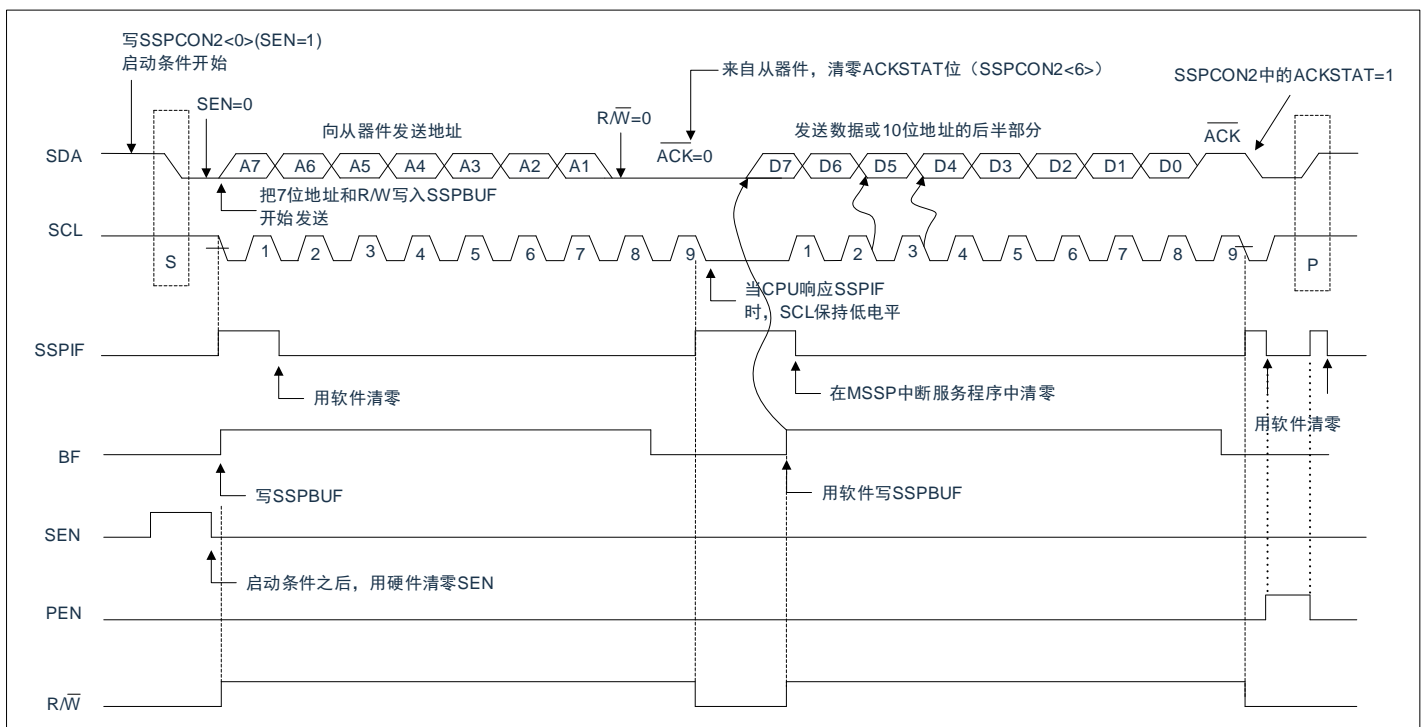 写SSPCON2<0>(SEN=1)
启动条件开始
SEN=0
向从器件发送地址
R/W=0
来自从器件，清零ACKSTAT位（SSPCON2<6>）
ACK=0
发送数据或10位地址的后半部分
SSPCON2中的ACKSTAT=1
ACK
SDA
A7 A6 A5 A4 A3 A2 A1
D7 D6 D5 D4 D3 D2 D1 D0
把7位地址和R/W写入SSPBUF
开始发送
SCL
S
1 2 3 4 5 6 7 8 9
1 2 3 4 5 6 7 8 9
P
当CPU响应SSPIF
时，SCL保持低电平
SSPIF
用软件清零
在MSSP中断服务程序中清零
用软件清零
BF
写SSPBUF
用软件写SSPBUF
SEN
启动条件之后，用硬件清零SEN
PEN
R/W